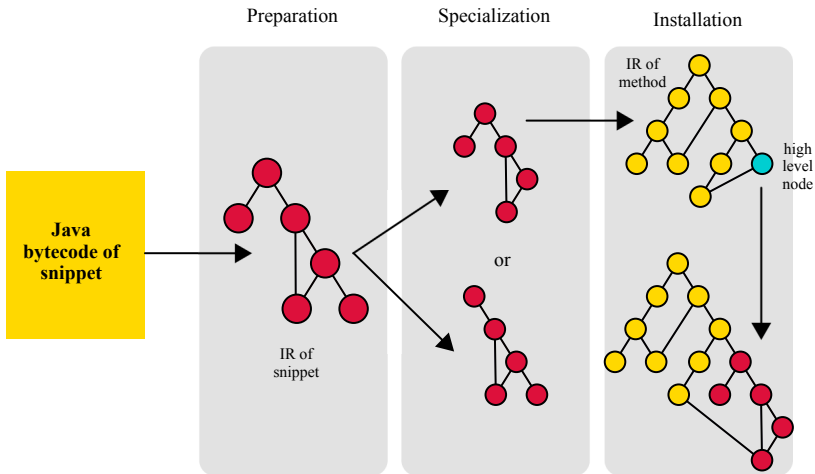 Preparation
Specialization
Installation
Java
bytecode of
snippet
IR of
snippet
or
IR of
method
high
level
node